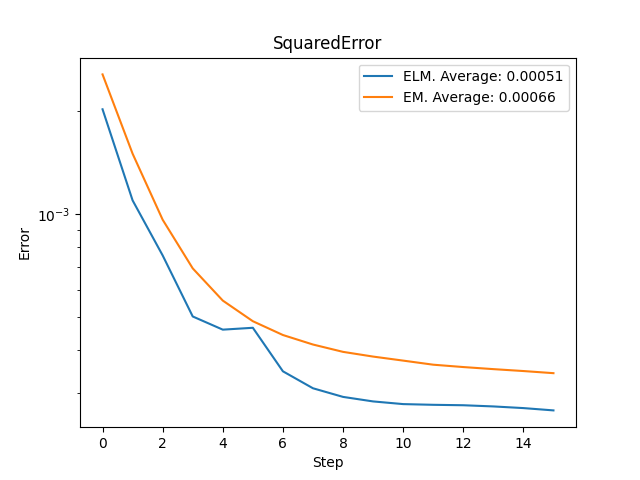 SquaredError
ELM. Average: 0.00051
EM. Average: 0.00066
10⁻³
Error
0 2 4 6 8 10 12 14
Step